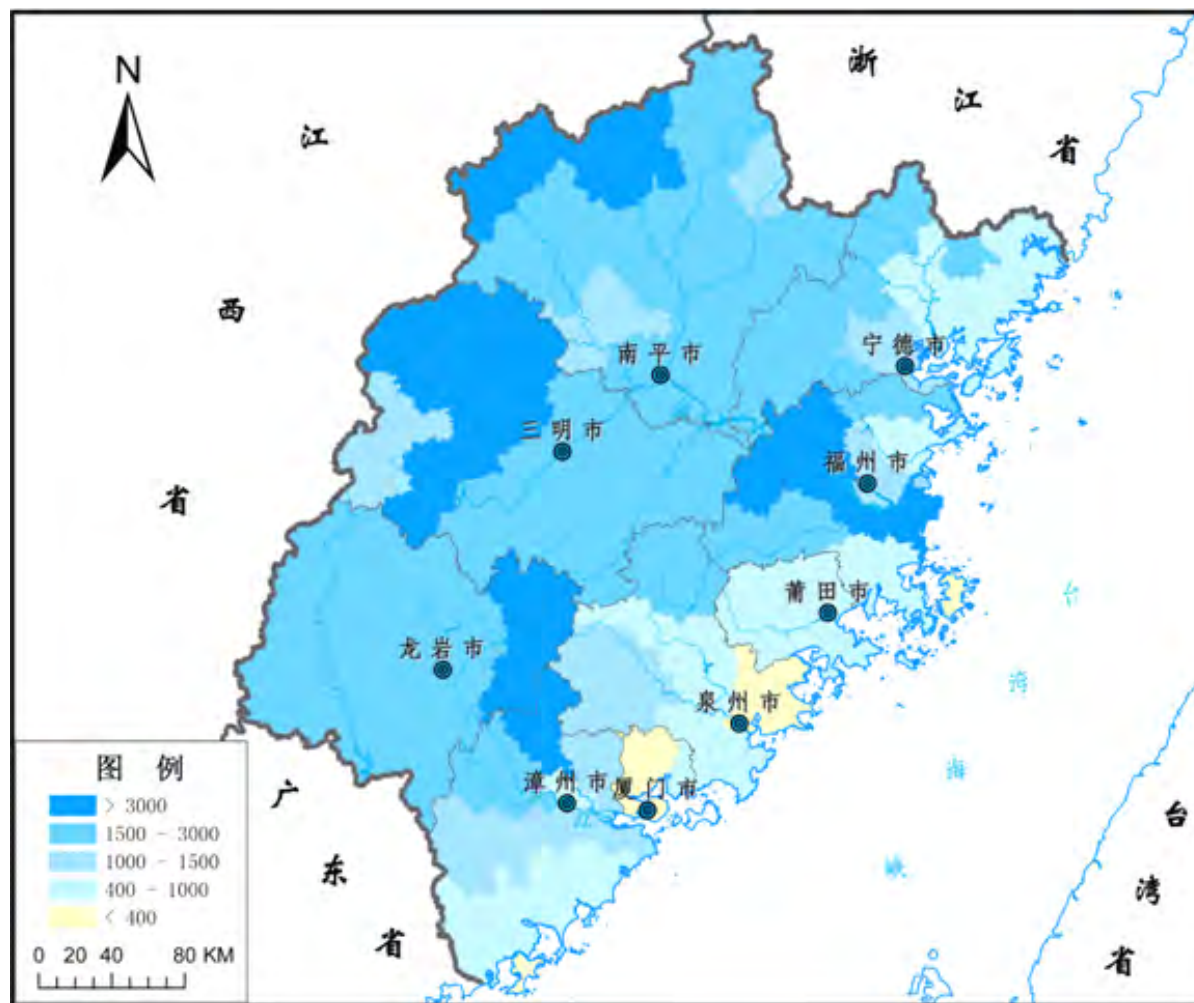 N
浙
江
省
江
西
省
南平市
宁德市
三明市
福州市
莆田市
龙岩市
泉州市
漳州市
厦门市
江
台
湾
海
峡
广
东
省
台
湾
省
图 例
> 3000
1500 - 3000
1000 - 1500
400 - 1000
< 400
0 20 40 80 KM